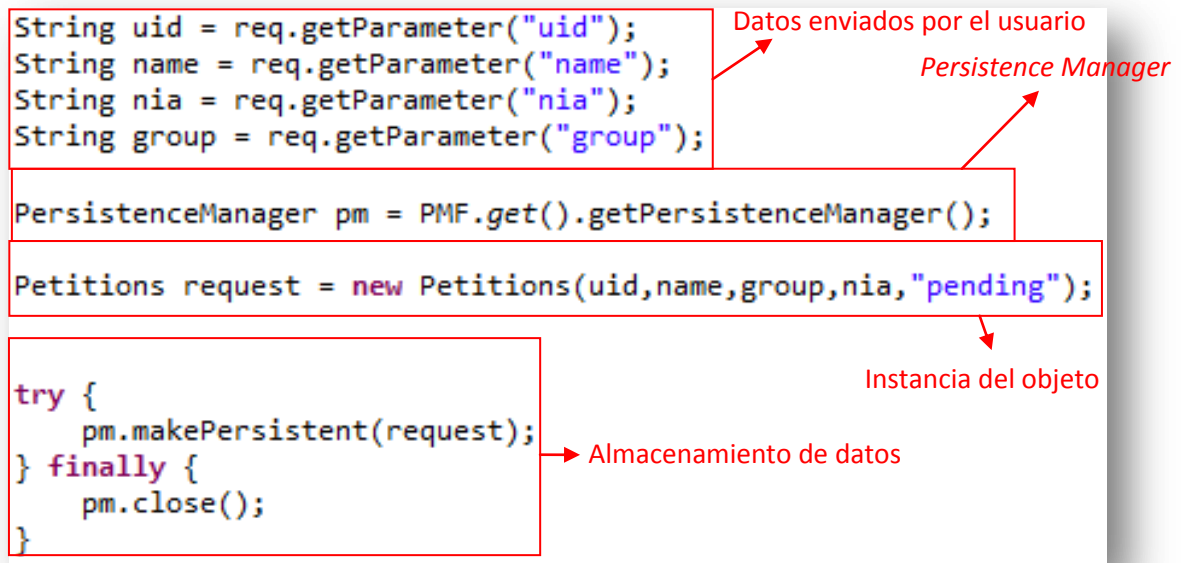 String uid = req.getParameter("uid");
String name = req.getParameter("name");
String nia = req.getParameter("nia");
String group = req.getParameter("group");
Datos enviados por el usuario
Persistence Manager
PersistenceManager pm = PMF.get().getPersistenceManager();
Petitions request = new Petitions(uid,name,group,nia,"pending");
Instancia del objeto
try {
    pm.makePersistent(request);
} finally {
    pm.close();
}
Almacenamiento de datos